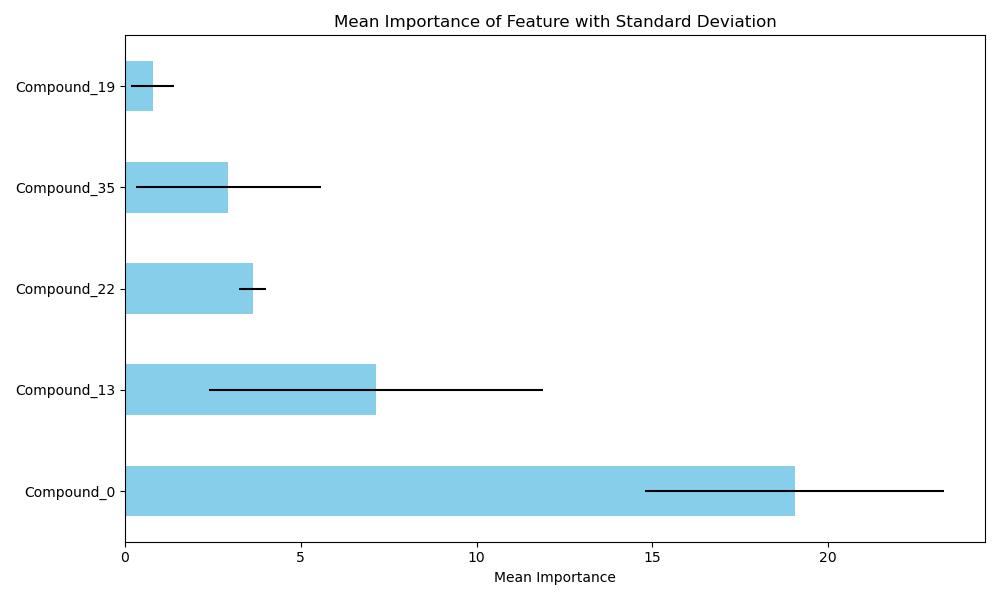 Mean Importance of Feature with Standard Deviation
Compound_19
Compound_35
Compound_22
Compound_13
Compound_0
0 5 10 15 20
Mean Importance